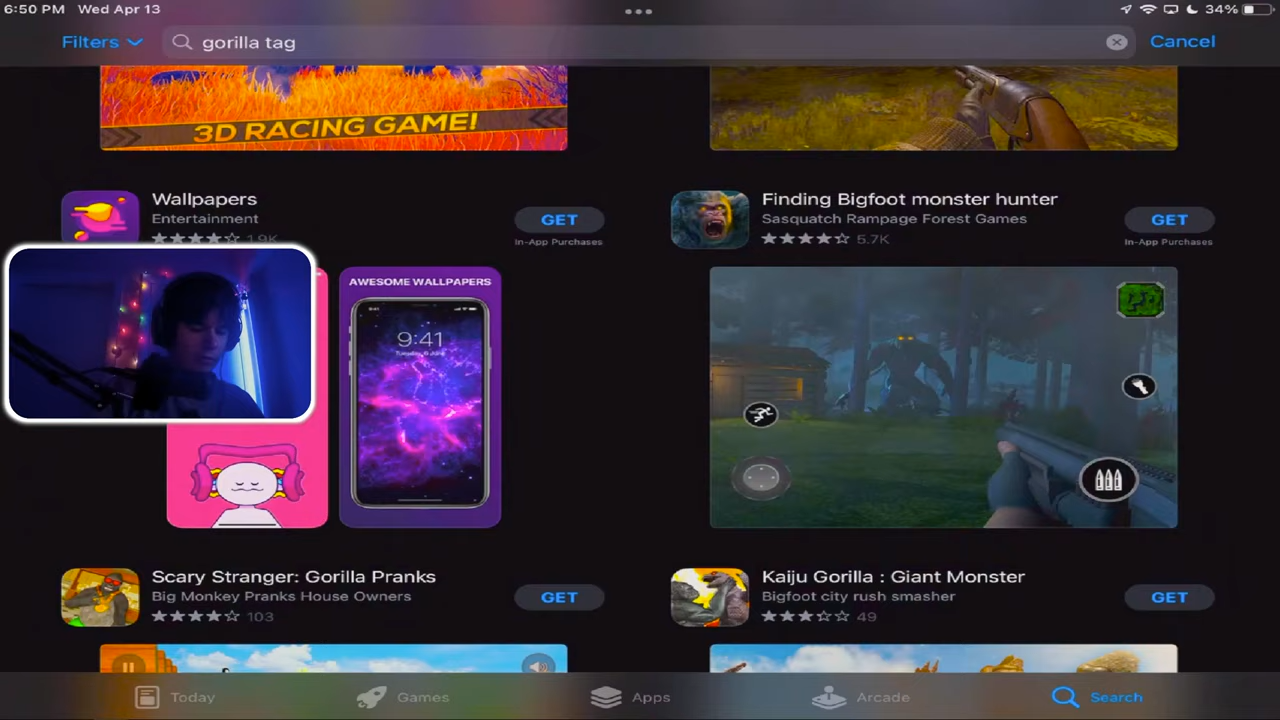 6:50 PM Wed Apr 13
34%
Filters
gorilla tag
Cancel
3D RACING GAME!
Wallpapers
Entertainment
1.9K
GET
In-App Purchases
Finding Bigfoot monster hunter
Sasquatch Rampage Forest Games
5.7K
GET
In-App Purchases
AWESOME WALLPAPERS
9:41
Scary Stranger: Gorilla Pranks
Big Monkey Pranks House Owners
103
GET
Kaiju Gorilla : Giant Monster
Bigfoot city rush smasher
49
GET
Today
Games
Apps
Arcade
Search